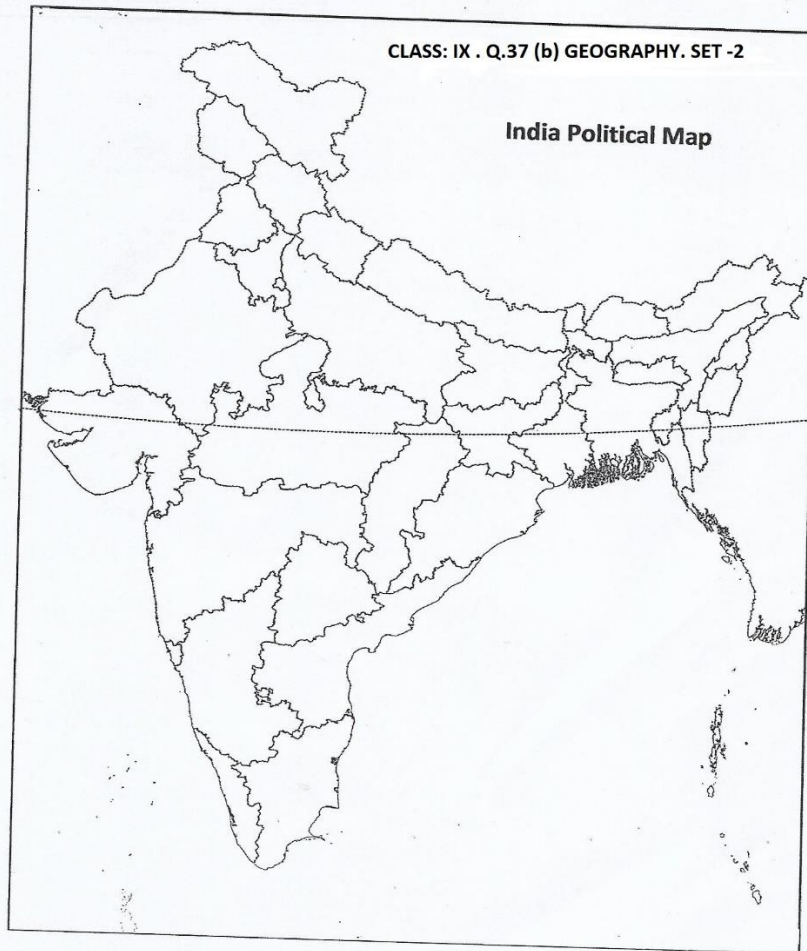 CLASS: IX . Q.37 (b) GEOGRAPHY. SET -2
India Political Map